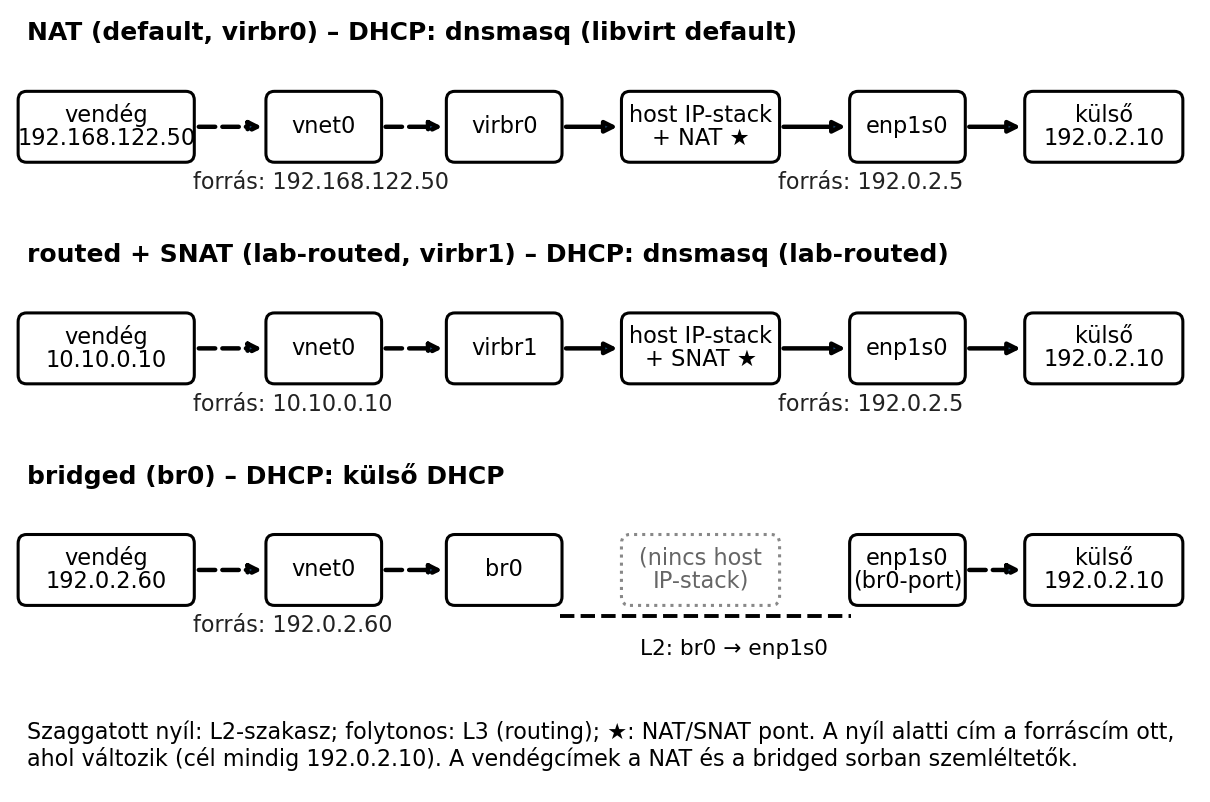 NAT (default, virbr0) – DHCP: dnsmasq (libvirt default)
vendég
192.168.122.50
vnet0
virbr0
host IP-stack
+ NAT ★
enp1s0
külső
192.0.2.10
forrás: 192.168.122.50
forrás: 192.0.2.5
routed + SNAT (lab-routed, virbr1) – DHCP: dnsmasq (lab-routed)
vendég
10.10.0.10
vnet0
virbr1
host IP-stack
+ SNAT ★
enp1s0
külső
192.0.2.10
forrás: 10.10.0.10
forrás: 192.0.2.5
bridged (br0) – DHCP: külső DHCP
vendég
192.0.2.60
vnet0
br0
(nincs host
IP-stack)
enp1s0
(br0-port)
külső
192.0.2.10
forrás: 192.0.2.60
L2: br0 → enp1s0
Szaggatott nyíl: L2-szakasz; folytonos: L3 (routing); ★: NAT/SNAT pont. A nyíl alatti cím a forráscím ott,
ahol változik (cél mindig 192.0.2.10). A vendégcímek a NAT és a bridged sorban szemléltetők.